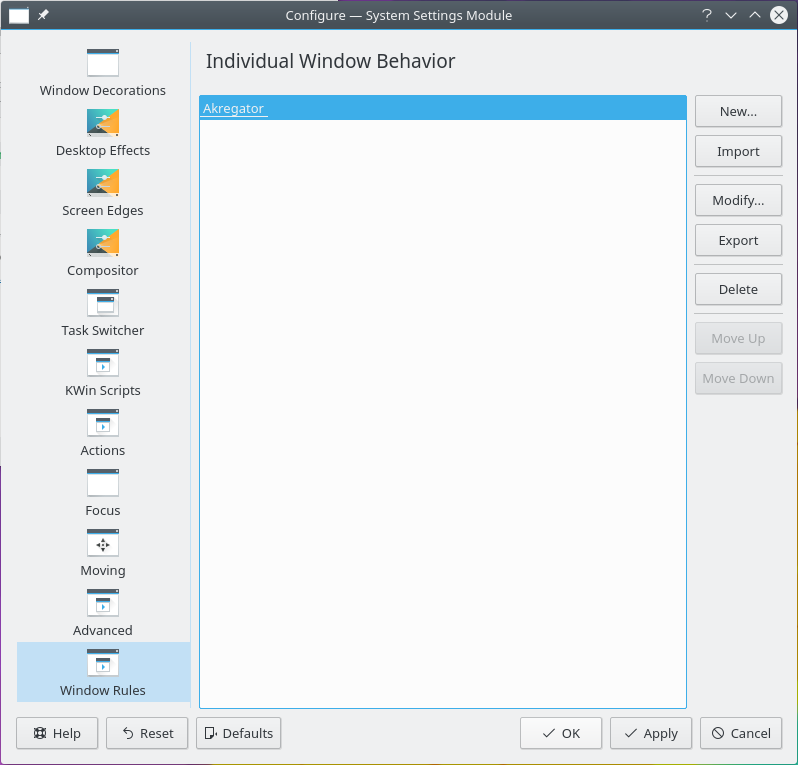 Configure — System Settings Module
Window Decorations
Desktop Effects
Screen Edges
Compositor
Task Switcher
KWin Scripts
Actions
Focus
Moving
Advanced
Window Rules
Individual Window Behavior
Akregator
New...
Import
Modify...
Export
Delete
Move Up
Move Down
Help
Reset
Defaults
OK
Apply
Cancel